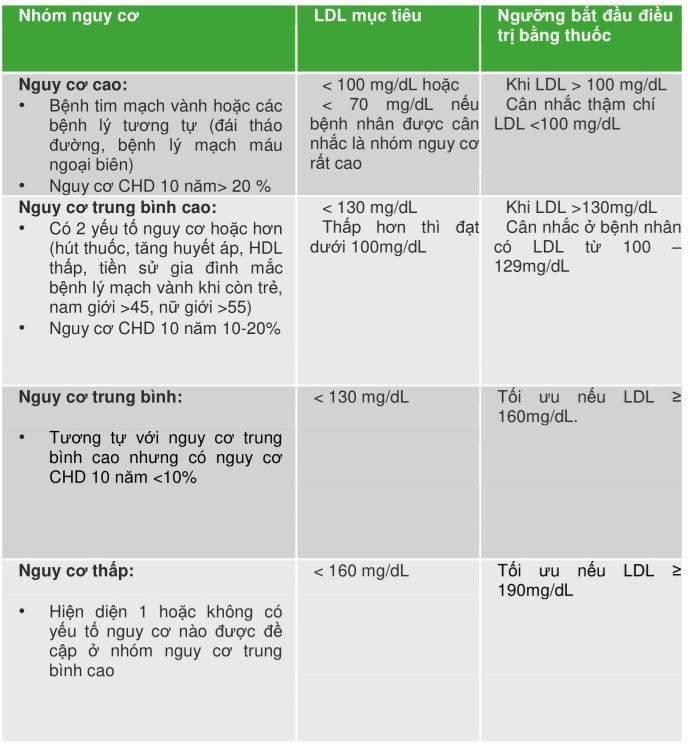 Nhóm nguy cơ
LDL mục tiêu
Ngưỡng bắt đầu điều
trị bằng thuốc
Nguy cơ cao:
• Bệnh tim mạch vành hoặc các
bệnh lý tương tự (đái tháo
đường, bệnh lý mạch máu
ngoại biên)
• Nguy cơ CHD 10 năm> 20 %
< 100 mg/dL hoặc
< 70 mg/dL nếu
bệnh nhân được cân
nhắc là nhóm nguy cơ
rất cao
Khi LDL > 100 mg/dL
Cân nhắc thậm chí
LDL <100 mg/dL
Nguy cơ trung bình cao:
• Có 2 yếu tố nguy cơ hoặc hơn
(hút thuốc, tăng huyết áp, HDL
thấp, tiền sử gia đình mắc
bệnh lý mạch vành khi còn trẻ,
nam giới >45, nữ giới >55)
• Nguy cơ CHD 10 năm 10-20%
< 130 mg/dL
Thấp hơn thì đạt
dưới 100mg/dL
Khi LDL >130mg/dL
Cân nhắc ở bệnh nhân
có LDL từ 100 –
129mg/dL
Nguy cơ trung bình:
• Tương tự với nguy cơ trung
bình cao nhưng có nguy cơ
CHD 10 năm <10%
< 130 mg/dL
Tối ưu nếu LDL ≥
160mg/dL.
Nguy cơ thấp:
• Hiện diện 1 hoặc không có
yếu tố nguy cơ nào được đề
cập ở nhóm nguy cơ trung
bình cao
< 160 mg/dL
Tối ưu nếu LDL ≥
190mg/dL